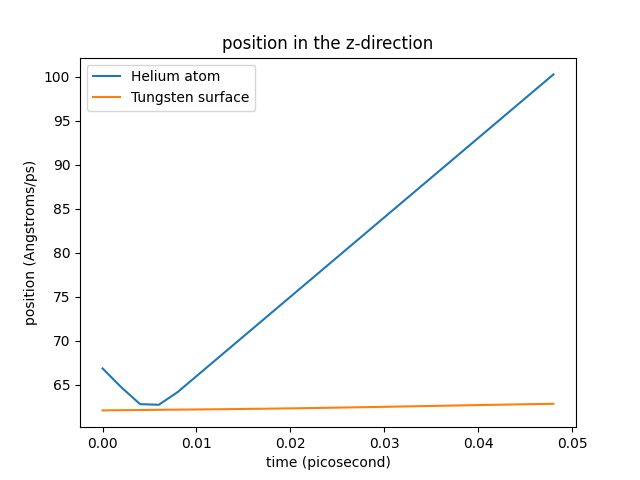 position in the z-direction
Helium atom
Tungsten surface
100
95
90
85
80
75
70
65
position (Angstroms/ps)
0.00 0.01 0.02 0.03 0.04 0.05
time (picosecond)